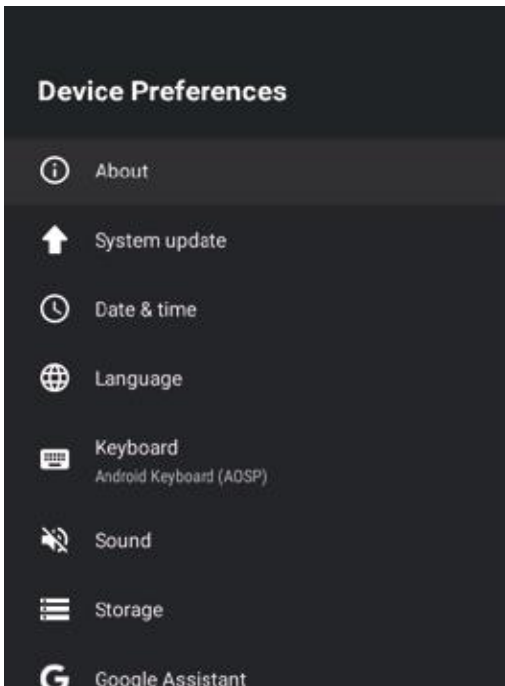 Device Preferences
About
System update
Date & time
Language
Keyboard
Android Keyboard (AOSP)
Sound
Storage
Google Assistant